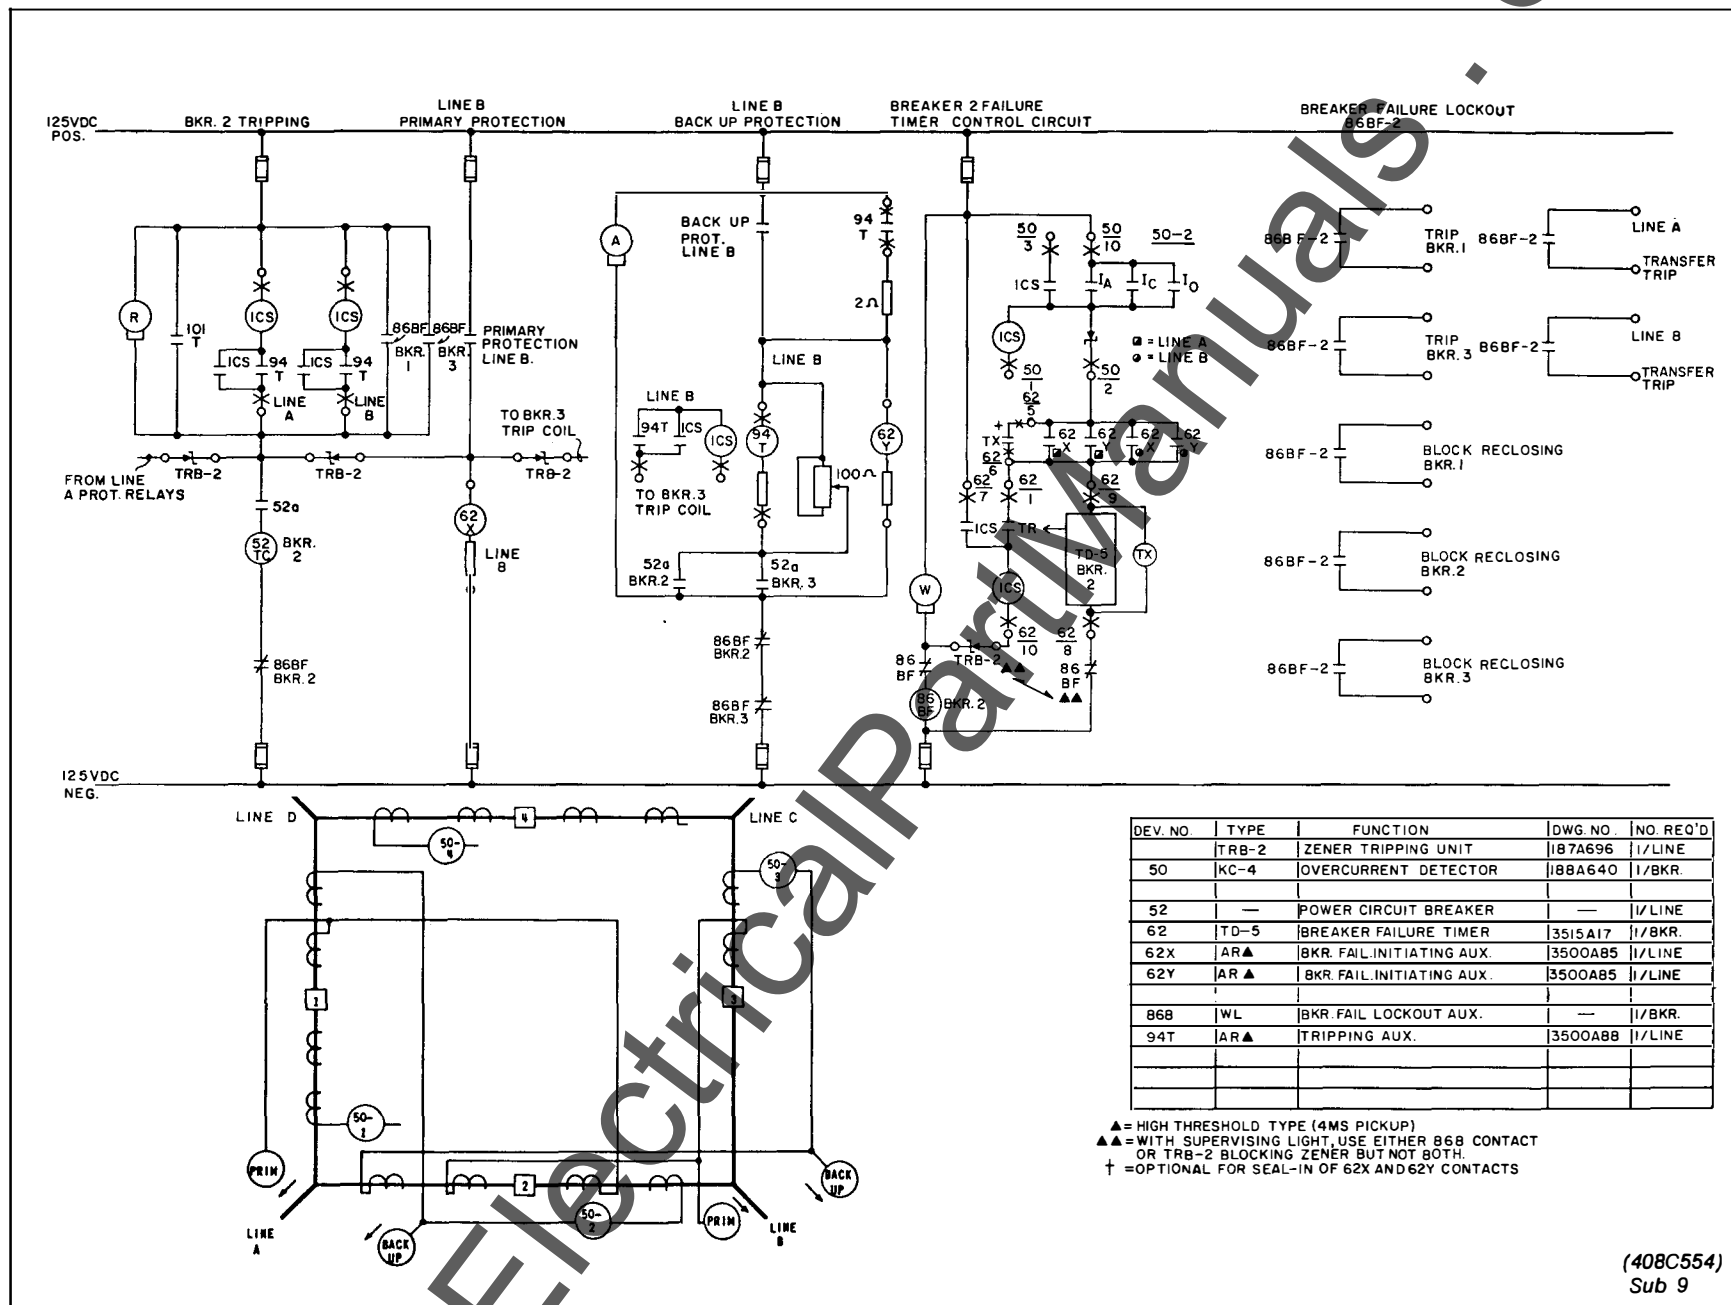 125VDC
POS.
BKR. 2 TRIPPING
LINE B
PRIMARY PROTECTION
LINE B
BACK UP PROTECTION
BREAKER 2 FAILURE
TIMER CONTROL CIRCUIT
BREAKER FAILURE LOCKOUT
86BF-2
R
101
T
ICS
ICS
ICS
94
T
ICS
94
T
LINE
A
LINE
B
86BF
BKR.
1
86BF
BKR.
3
PRIMARY
PROTECTION
LINE B.
FROM LINE
A PROT. RELAYS
TRB-2
TRB-2
TO BKR.3
TRIP COIL
TRB-2
52a
52
TC
BKR.
2
62
X
LINE
B
86BF
BKR.2
A
BACK UP
PROT.
LINE B
94
T
2Ω
LINE B
LINE B
94T
ICS
ICS
94
T
100Ω
62
Y
TO BKR.3
TRIP COIL
52a
BKR.2
52a
BKR.3
86BF
BKR.2
86BF
BKR.3
50
3
50
10
50-2
ICS
IA
IC
IO
ICS
= LINE A
= LINE B
50
1
50
2
62
5
+
TX
62
X
62
Y
62
X
62
Y
62
6
62
7
62
1
62
9
ICS
TR
TD-5
BKR.
2
TX
W
ICS
62
10
62
8
TRB-2
▲▲
▲▲
86
BF
86
BF
86
BF
BKR.2
86BF-2
TRIP
BKR.1
86BF-2
LINE A
TRANSFER
TRIP
86BF-2
TRIP
BKR.3
86BF-2
LINE B
TRANSFER
TRIP
86BF-2
BLOCK RECLOSING
BKR.1
86BF-2
BLOCK RECLOSING
BKR.2
86BF-2
BLOCK RECLOSING
BKR.3
125VDC
NEG.
LINE D
4
LINE C
50-
4
50-
3
1
3
50-
1
PRIM
2
BACK
UP
LINE
A
BACK
UP
50-
2
PRIM
LINE
B
DEV. NO. TYPE FUNCTION DWG. NO. NO. REQ'D
TRB-2 ZENER TRIPPING UNIT 187A696 1/LINE
50 KC-4 OVERCURRENT DETECTOR 188A640 1/BKR.
52 — POWER CIRCUIT BREAKER — 1/LINE
62 TD-5 BREAKER FAILURE TIMER 3515A17 1/BKR.
62X AR▲ BKR. FAIL. INITIATING AUX. 3500A85 1/LINE
62Y AR▲ BKR. FAIL. INITIATING AUX. 3500A85 1/LINE
86B WL BKR. FAIL LOCKOUT AUX. — 1/BKR.
94T AR▲ TRIPPING AUX. 3500A88 1/LINE
▲= HIGH THRESHOLD TYPE (4MS PICKUP)
▲▲=WITH SUPERVISING LIGHT, USE EITHER 86B CONTACT
OR TRB-2 BLOCKING ZENER BUT NOT BOTH.
† =OPTIONAL FOR SEAL-IN OF 62X AND 62Y CONTACTS
(408C554)
Sub 9
ElectricalPartManuals .